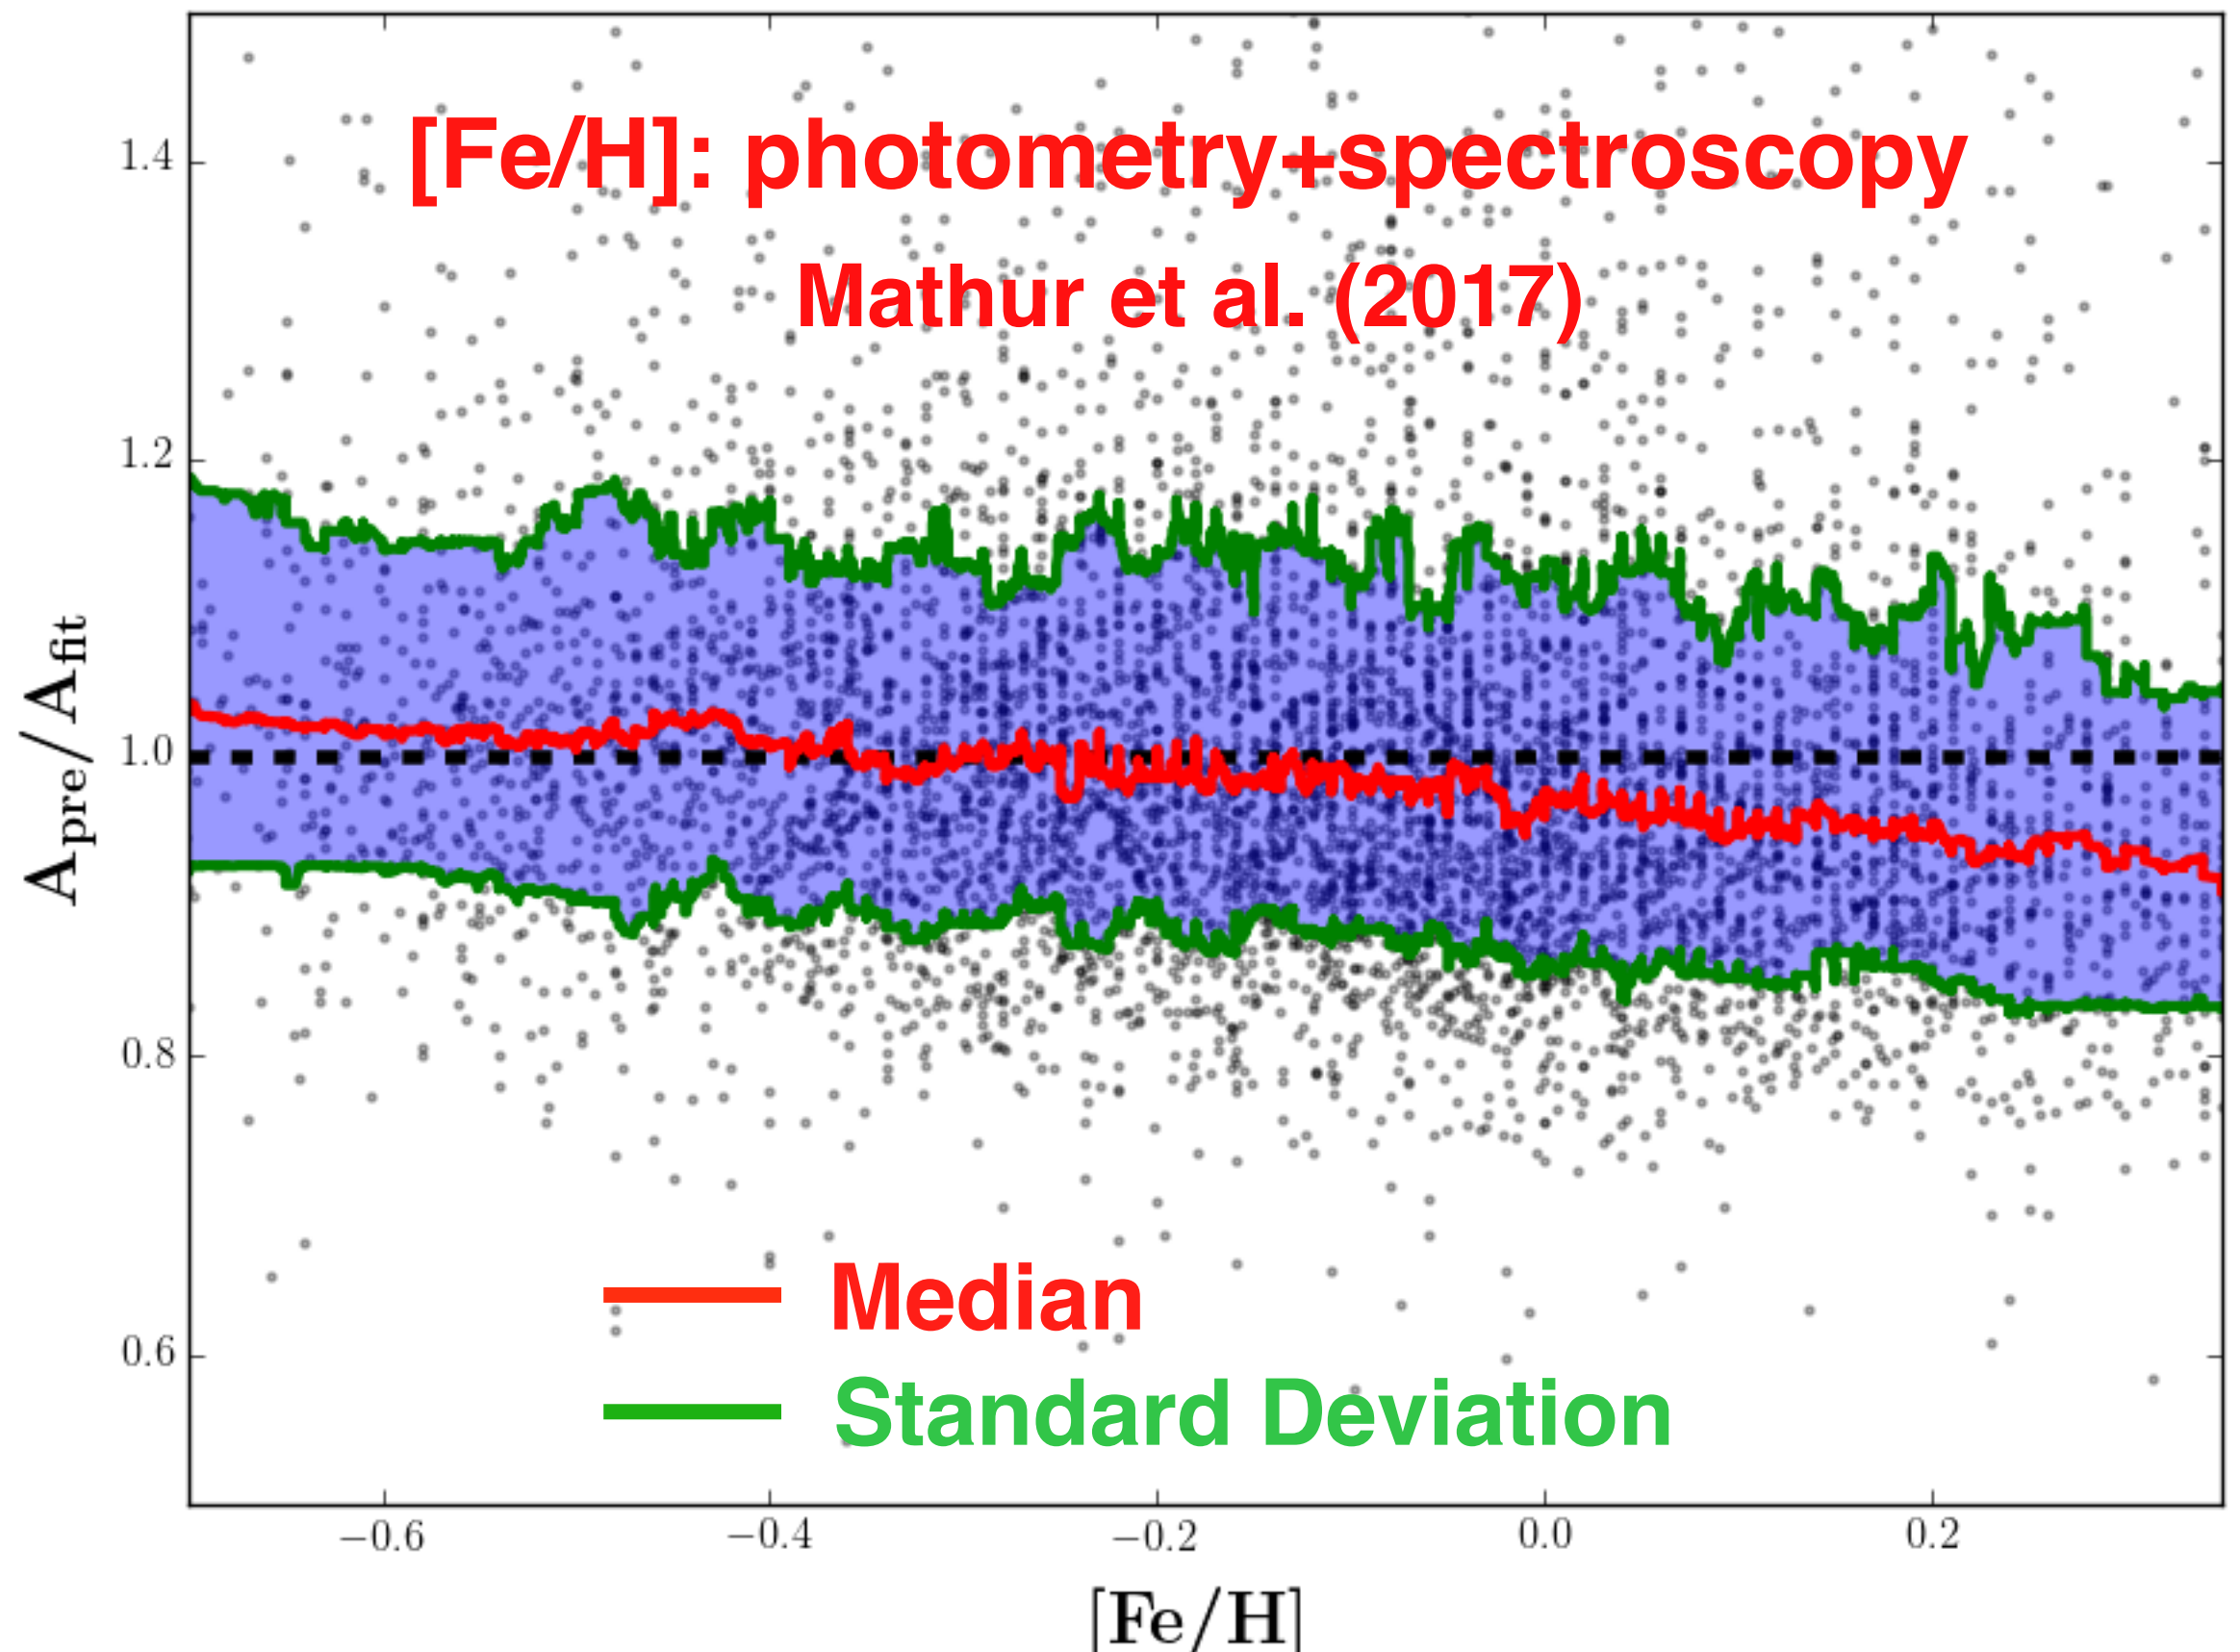 [Fe/H]: photometry+spectroscopy
Mathur et al. (2017)
1.4
1.2
1.0
0.8
0.6
A_pre/A_fit
Median
Standard Deviation
−0.6
−0.4
−0.2
0.0
0.2
[Fe/H]